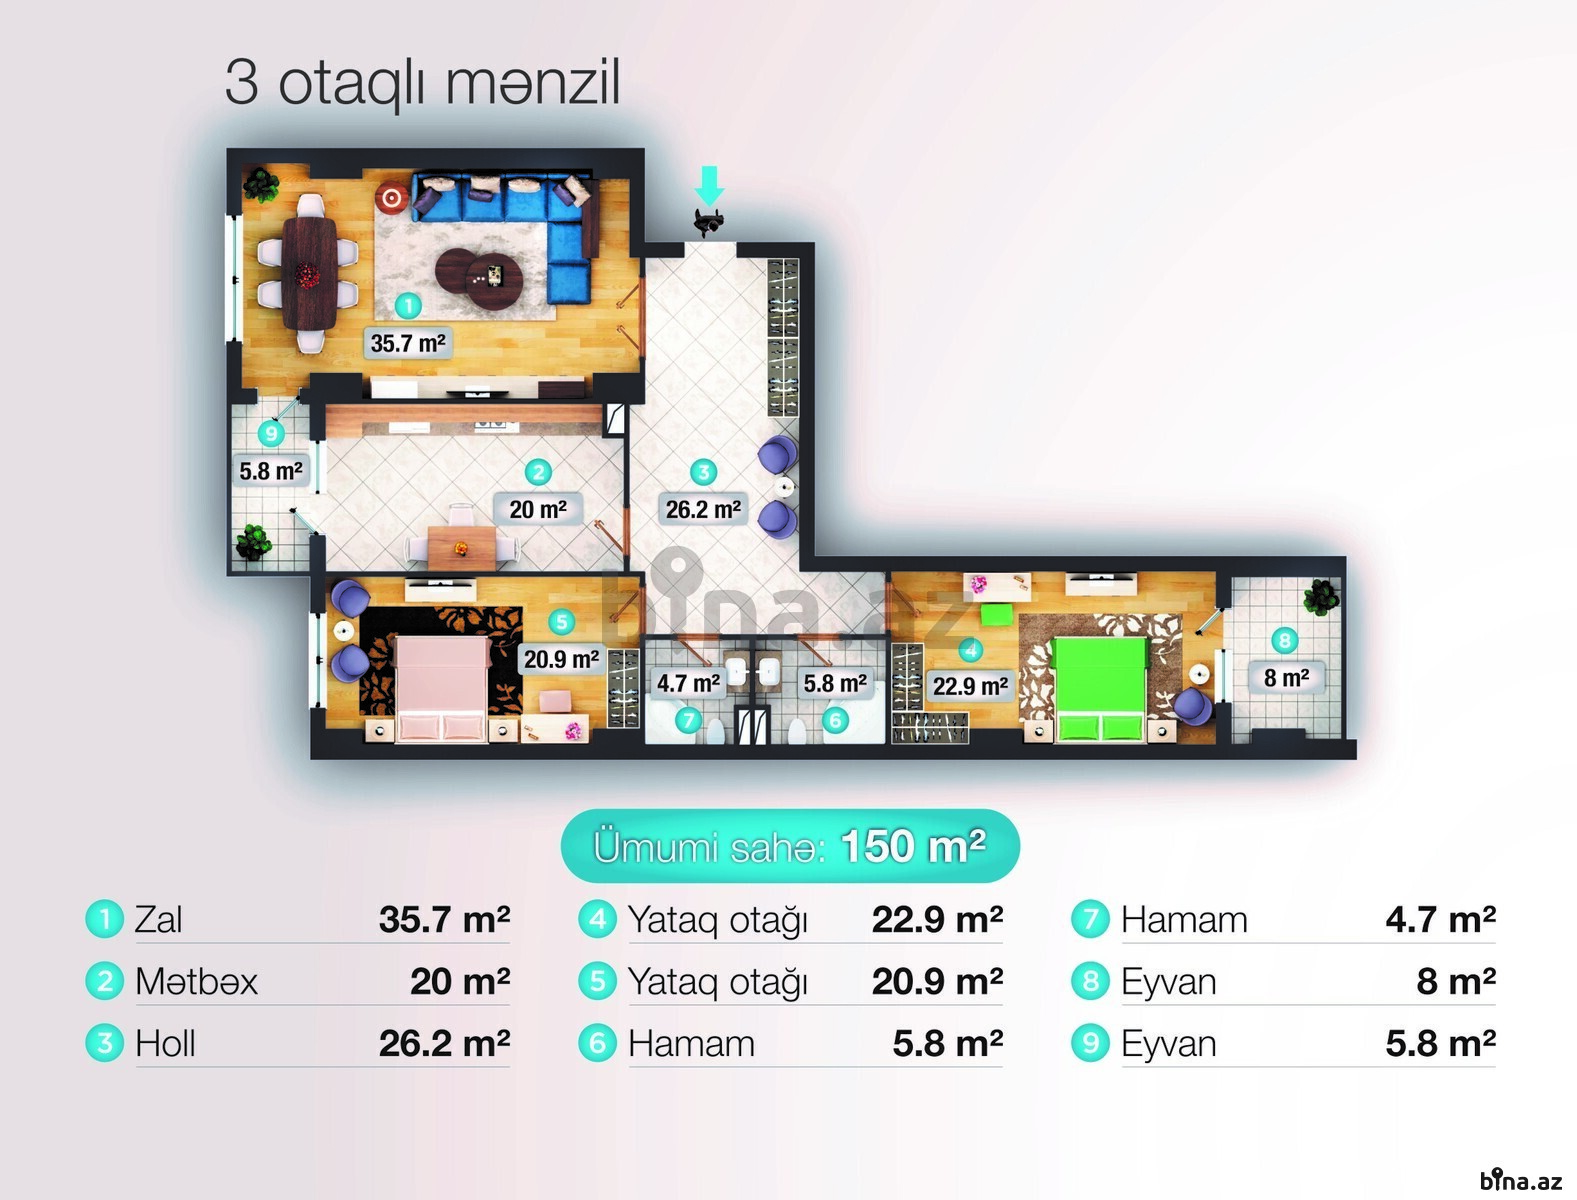 3 otaqlı mənzil
1
35.7 m²
9
5.8 m²
2
20 m²
3
26.2 m²
bina.az
5
20.9 m²
4.7 m²
7
5.8 m²
6
4
22.9 m²
8
8 m²
Ümumi sahə: 150 m²
1 Zal 35.7 m²
2 Mətbəx 20 m²
3 Holl 26.2 m²
4 Yataq otağı 22.9 m²
5 Yataq otağı 20.9 m²
6 Hamam 5.8 m²
7 Hamam 4.7 m²
8 Eyvan 8 m²
9 Eyvan 5.8 m²
bina.az